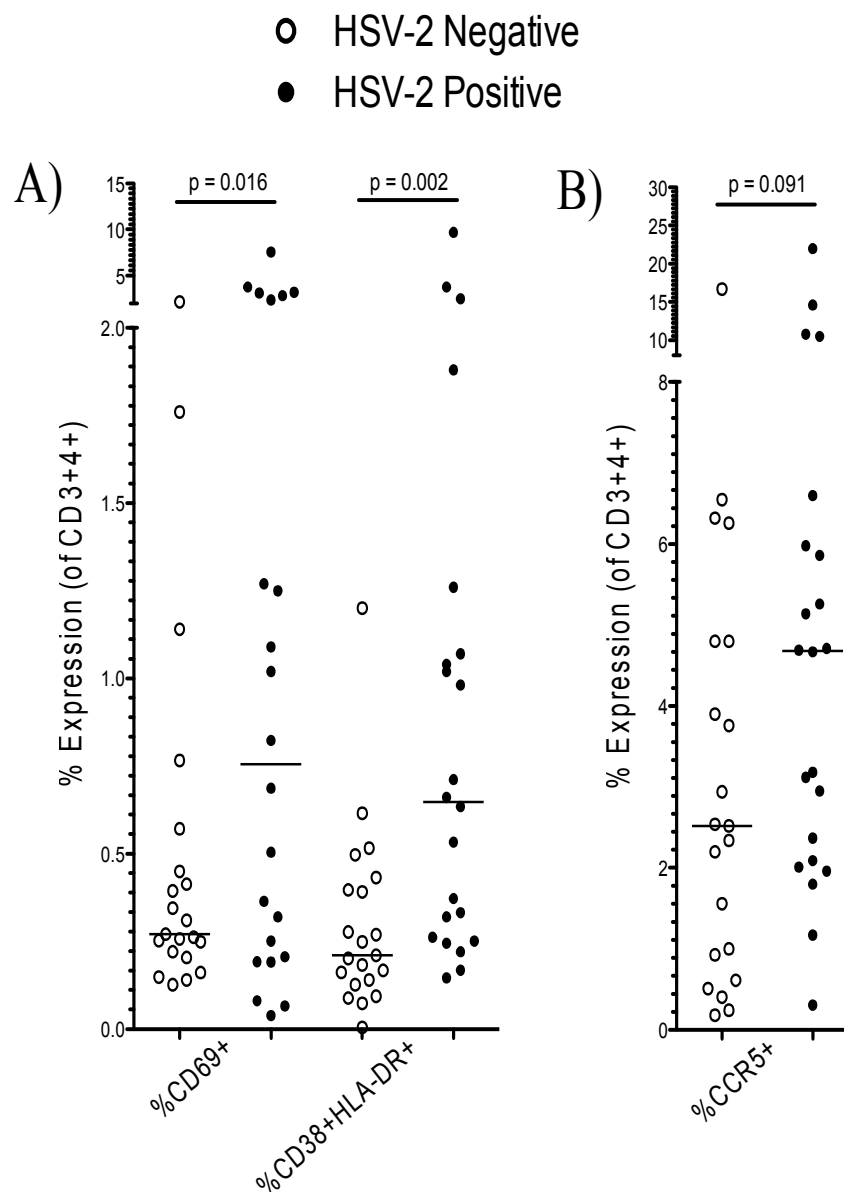 HSV-2 Negative
HSV-2 Positive
A)
p = 0.016
p = 0.002
15
10
5
2.0
1.5
1.0
0.5
0.0
% Expression (of CD3+4+)
%CD69+
%CD38+HLA-DR+
B)
p = 0.091
30
25
20
15
10
8
6
4
2
0
% Expression (of CD3+4+)
%CCR5+